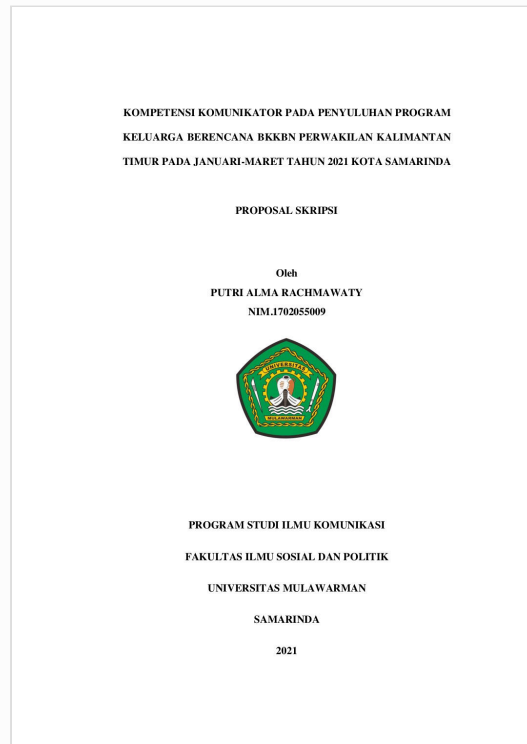 KOMPETENSI KOMUNIKATOR PADA PENYULUHAN PROGRAM
KELUARGA BERENCANA BKKBN PERWAKILAN KALIMANTAN
TIMUR PADA JANUARI-MARET TAHUN 2021 KOTA SAMARINDA
PROPOSAL SKRIPSI
Oleh
PUTRI ALMA RACHMAWATY
NIM.1702055009
UNIVERSITAS
MULAWARMAN
PROGRAM STUDI ILMU KOMUNIKASI
FAKULTAS ILMU SOSIAL DAN POLITIK
UNIVERSITAS MULAWARMAN
SAMARINDA
2021